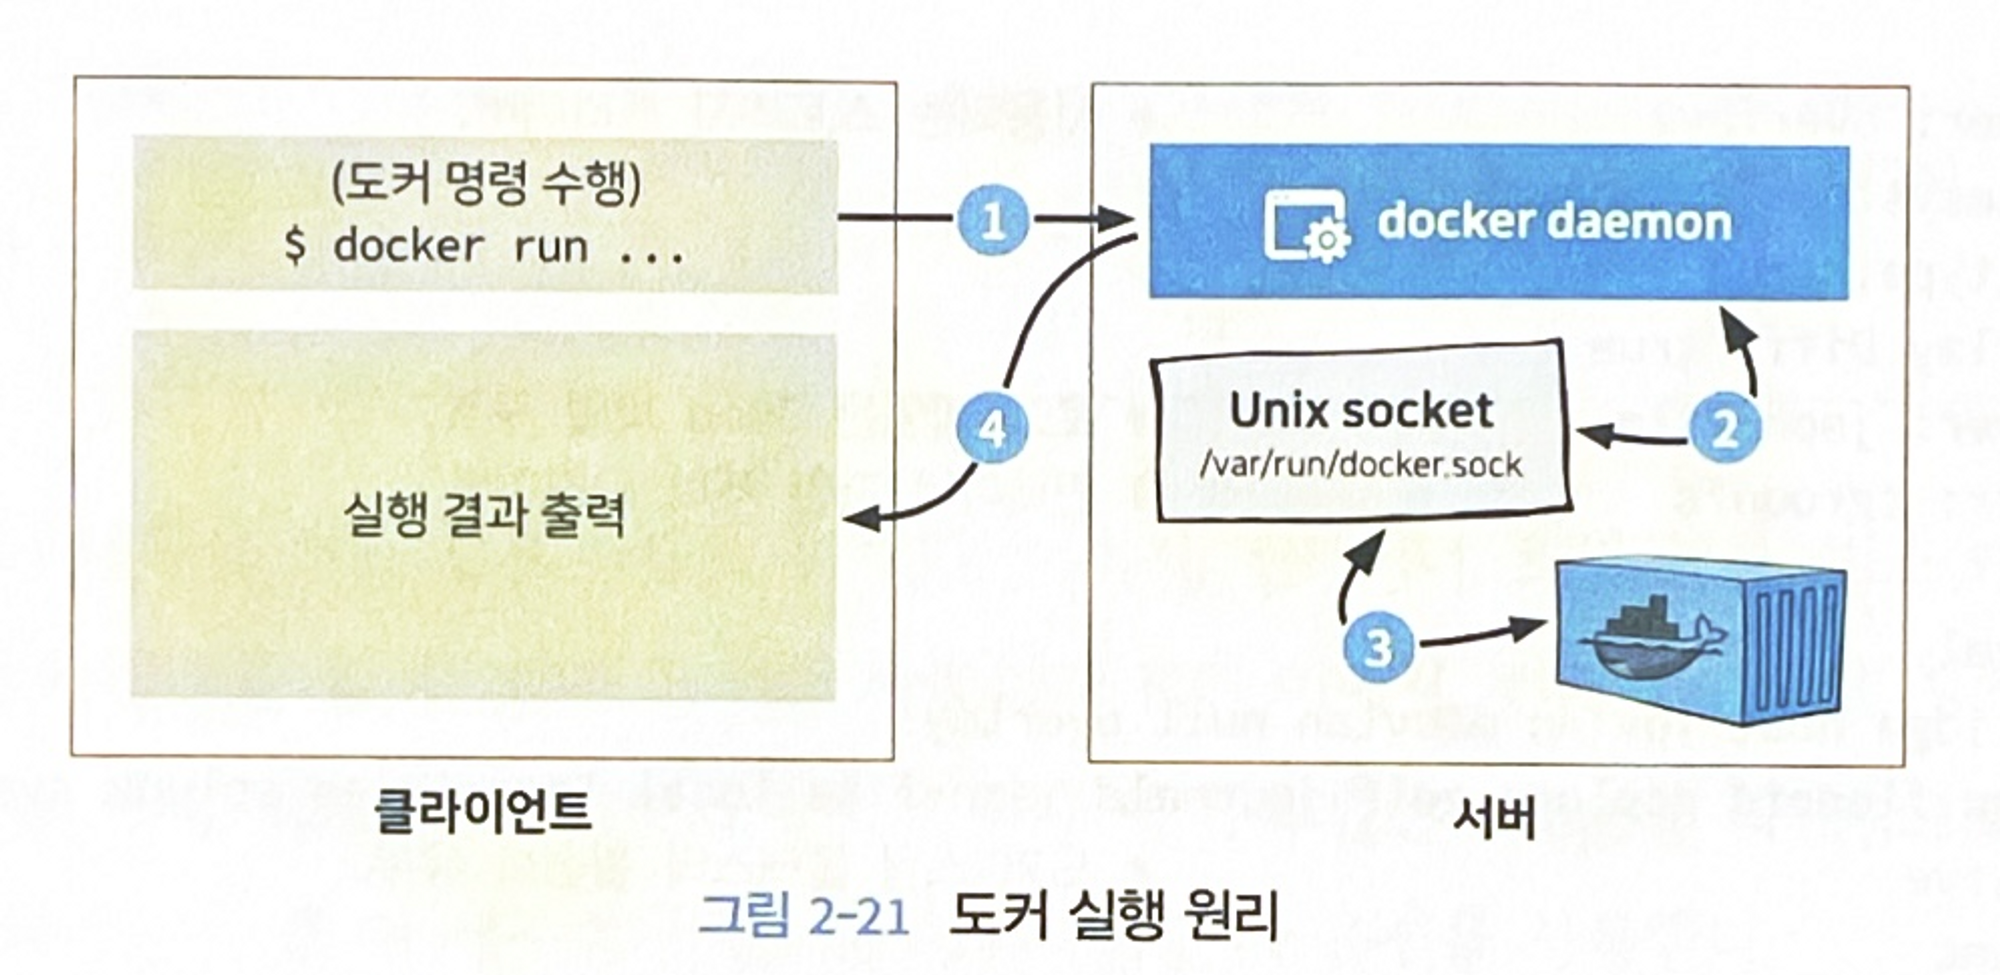 (도커 명령 수행)
$ docker run ...
실행 결과 출력
클라이언트
1
4
docker daemon
Unix socket
/var/run/docker.sock
2
3
서버
그림 2-21 도커 실행 원리